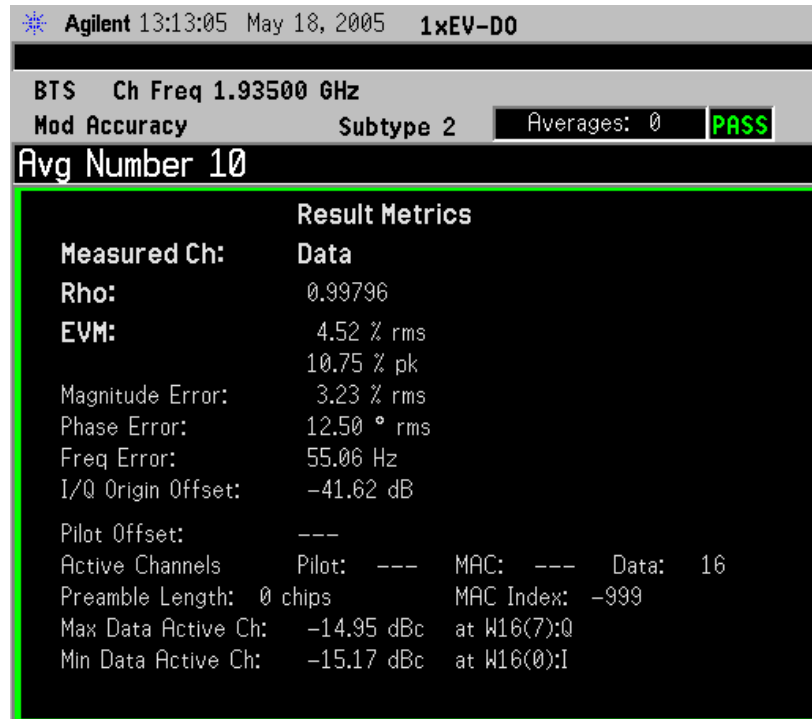 Agilent 13:13:05 May 18, 2005 1xEV-DO
BTS Ch Freq 1.93500 GHz
Mod Accuracy Subtype 2 Averages: 0 PASS
Avg Number 10
Result Metrics
Measured Ch: Data
Rho: 0.99796
EVM: 4.52 % rms
10.75 % pk
Magnitude Error: 3.23 % rms
Phase Error: 12.50 ° rms
Freq Error: 55.06 Hz
I/Q Origin Offset: -41.62 dB
Pilot Offset: ---
Active Channels Pilot: --- MAC: --- Data: 16
Preamble Length: 0 chips MAC Index: -999
Max Data Active Ch: -14.95 dBc at W16(7):Q
Min Data Active Ch: -15.17 dBc at W16(0):I